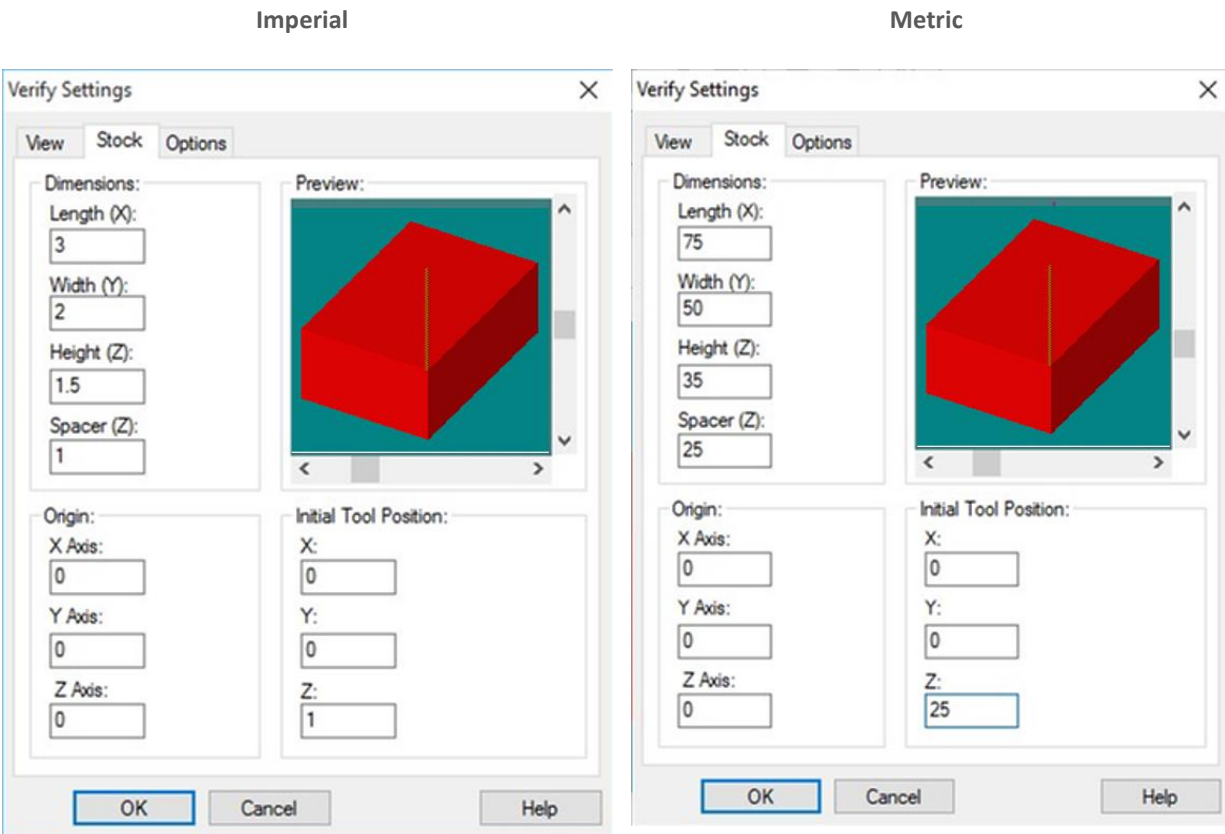 Imperial
Metric
Verify Settings
View Stock Options
Dimensions:
Length (X):
3
Width (Y):
2
Height (Z):
1.5
Spacer (Z):
1
Preview:
Origin:
X Axis:
0
Y Axis:
0
Z Axis:
0
Initial Tool Position:
X:
0
Y:
0
Z:
1
OK Cancel Help
Verify Settings
View Stock Options
Dimensions:
Length (X):
75
Width (Y):
50
Height (Z):
35
Spacer (Z):
25
Preview:
Origin:
X Axis:
0
Y Axis:
0
Z Axis:
0
Initial Tool Position:
X:
0
Y:
0
Z:
25
OK Cancel Help